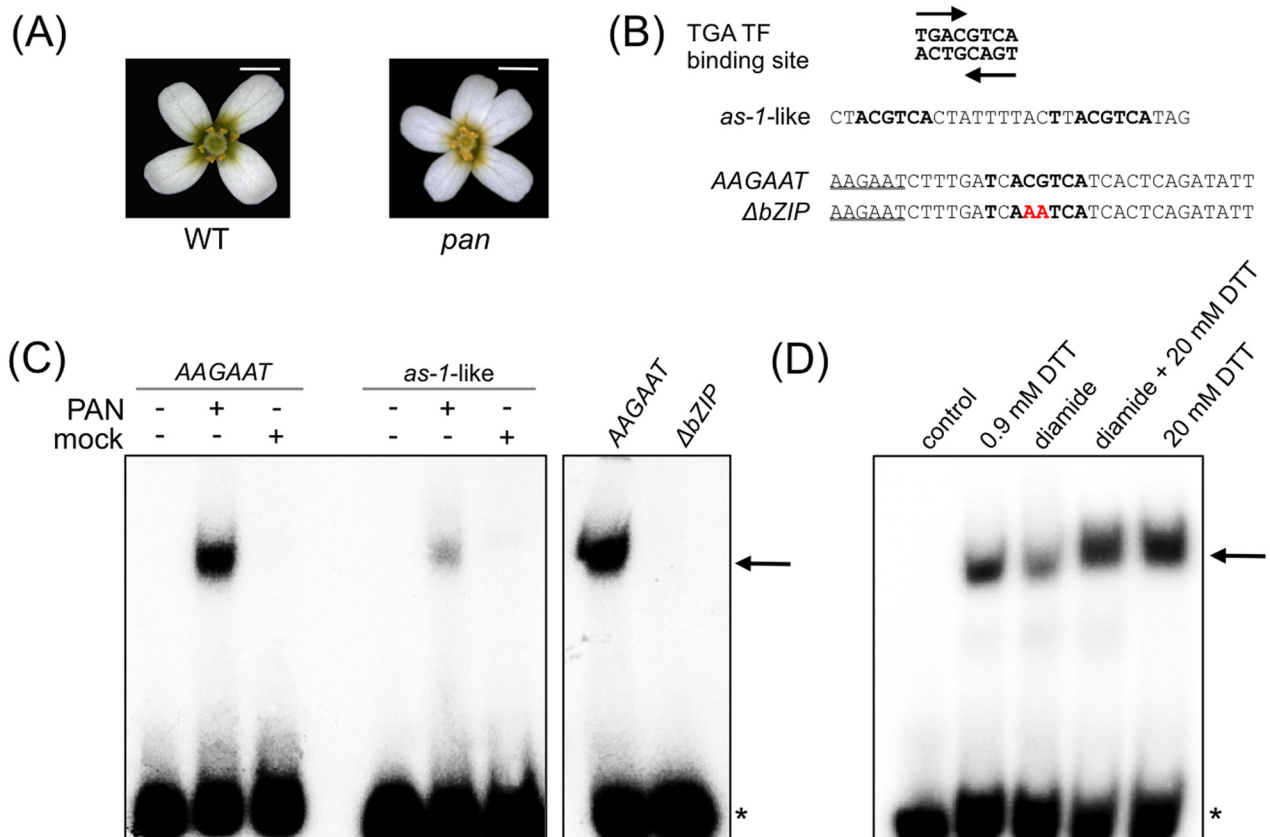 (A)
WT
pan
(B)
TGA TF
binding site
TGACGTCA
ACTGCAGT
as-1-like CTACGTCACTATTTTACTTACGTCATAG
AAGAAT AAGAATCTTTGATCACGTCATCACTCAGATATT
ΔbZIP AAGAATCTTTGATCAAATCATCACTCAGATATT
(C)
AAGAAT as-1-like
PAN - + - - + -
mock - - + - - +
AAGAAT
ΔbZIP
*
(D)
control
0.9 mM DTT
diamide
diamide + 20 mM DTT
20 mM DTT
*